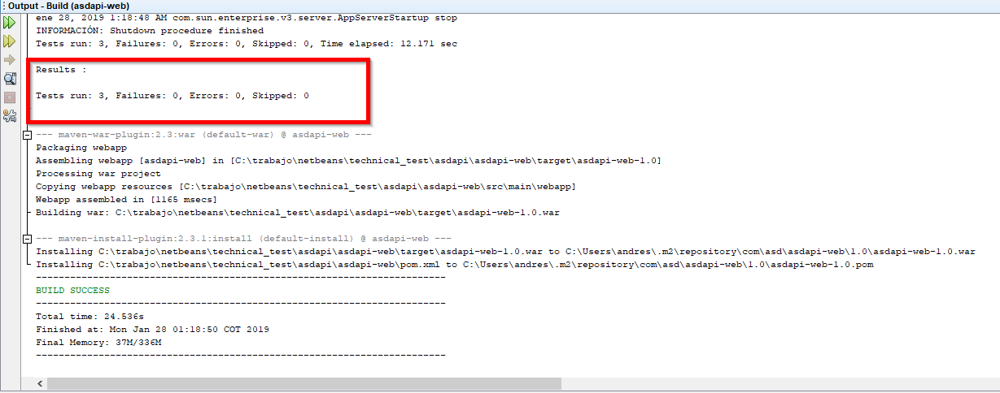 Output - Build (asdapi-web)
ene 28, 2019 1:18:48 AM com.sun.enterprise.v3.server.AppServerStartup stop
INFORMACIÓN: Shutdown procedure finished
Tests run: 3, Failures: 0, Errors: 0, Skipped: 0, Time elapsed: 12.171 sec
Results :
Tests run: 3, Failures: 0, Errors: 0, Skipped: 0
--- maven-war-plugin:2.3:war (default-war) @ asdapi-web ---
Packaging webapp
Assembling webapp [asdapi-web] in [C:\trabajo\netbeans\technical_test\asdapi\asdapi-web\target\asdapi-web-1.0]
Processing war project
Copying webapp resources [C:\trabajo\netbeans\technical_test\asdapi\asdapi-web\src\main\webapp]
Webapp assembled in [1165 msecs]
Building war: C:\trabajo\netbeans\technical_test\asdapi\asdapi-web\target\asdapi-web-1.0.war
--- maven-install-plugin:2.3.1:install (default-install) @ asdapi-web ---
Installing C:\trabajo\netbeans\technical_test\asdapi\asdapi-web\target\asdapi-web-1.0.war to C:\Users\andres\.m2\repository\com\asd\asdapi-web\1.0\asdapi-web-1.0.war
Installing C:\trabajo\netbeans\technical_test\asdapi\asdapi-web\pom.xml to C:\Users\andres\.m2\repository\com\asd\asdapi-web\1.0\asdapi-web-1.0.pom
------------------------------------------------------------------------
BUILD SUCCESS
------------------------------------------------------------------------
Total time: 24.536s
Finished at: Mon Jan 28 01:18:50 COT 2019
Final Memory: 37M/336M
------------------------------------------------------------------------